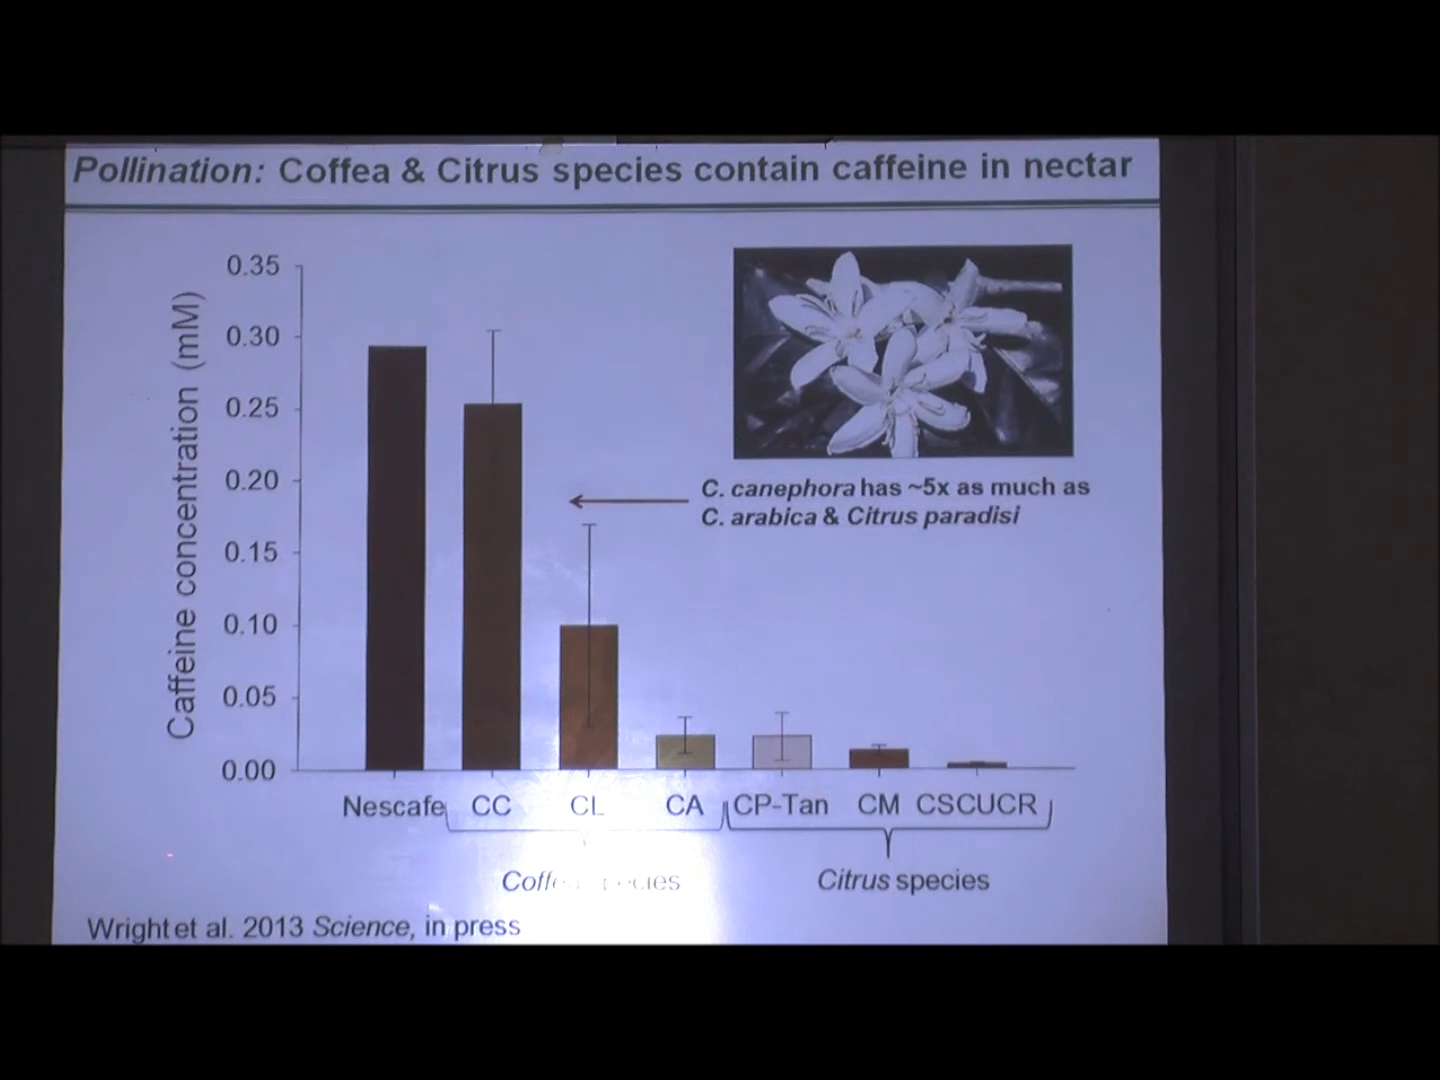 Pollination: Coffea & Citrus species contain caffeine in nectar
Caffeine concentration (mM)
0.35
0.30
0.25
0.20
0.15
0.10
0.05
0.00
C. canephora has ~5x as much as
C. arabica & Citrus paradisi
Nescafe CC CL CA CP-Tan CM CSCUCR
Coffea species
Citrus species
Wright et al. 2013 Science, in press